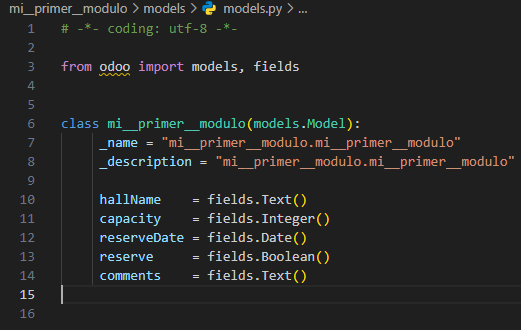 mi__primer__modulo > models > models.py > ...
1 # -*- coding: utf-8 -*-
2
3 from odoo import models, fields
4
5
6 class mi__primer__modulo(models.Model):
7     _name = "mi__primer__modulo.mi__primer__modulo"
8     _description = "mi__primer__modulo.mi__primer__modulo"
9
10     hallName    = fields.Text()
11     capacity    = fields.Integer()
12     reserveDate = fields.Date()
13     reserve     = fields.Boolean()
14     comments    = fields.Text()
15
16